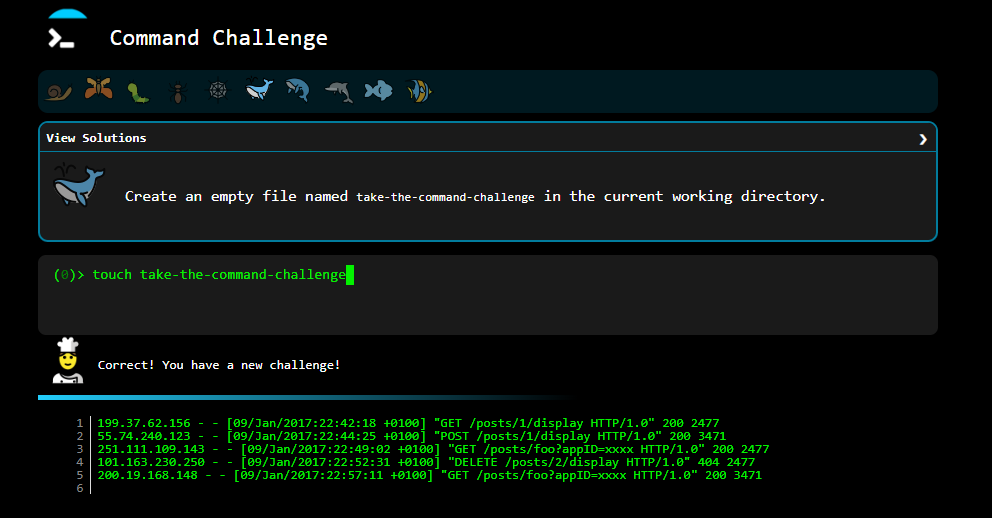 Command Challenge
View Solutions
Create an empty file named take-the-command-challenge in the current working directory.
(0)> touch take-the-command-challenge
Correct! You have a new challenge!
1 199.37.62.156 - - [09/Jan/2017:22:42:18 +0100] "GET /posts/1/display HTTP/1.0" 200 2477
2 55.74.240.123 - - [09/Jan/2017:22:44:25 +0100] "POST /posts/1/display HTTP/1.0" 200 3471
3 251.111.109.143 - - [09/Jan/2017:22:49:02 +0100] "GET /posts/foo?appID=xxxx HTTP/1.0" 200 2477
4 101.163.230.250 - - [09/Jan/2017:22:52:31 +0100] "DELETE /posts/2/display HTTP/1.0" 404 2477
5 200.19.168.148 - - [09/Jan/2017:22:57:11 +0100] "GET /posts/foo?appID=xxxx HTTP/1.0" 200 3471
6